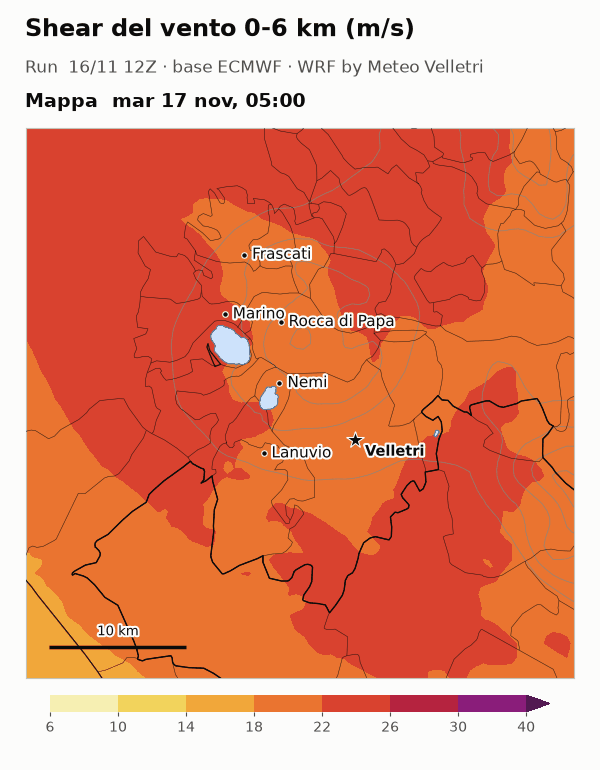 Shear del vento 0-6 km (m/s)
Run  16/11 12Z · base ECMWF · WRF by Meteo Velletri
Mappa  mar 17 nov, 05:00
Frascati
Marino
Rocca di Papa
Nemi
Velletri
Lanuvio
10 km
6 10 14 18 22 26 30 40